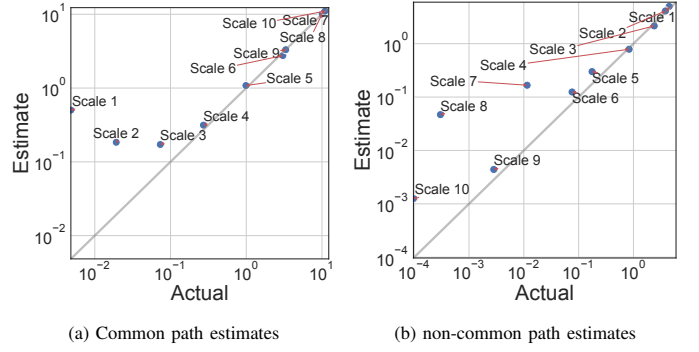 10¹
10⁰
10⁻¹
10⁻²
Estimate
Scale 10
Scale 7
Scale 8
Scale 9
Scale 6
Scale 5
Scale 1
Scale 4
Scale 2
Scale 3
10⁻² 10⁻¹ 10⁰ 10¹
Actual
(a) Common path estimates
10⁰
10⁻¹
10⁻²
10⁻³
10⁻⁴
Estimate
Scale 1
Scale 2
Scale 3
Scale 4
Scale 7
Scale 5
Scale 6
Scale 8
Scale 9
Scale 10
10⁻⁴ 10⁻³ 10⁻² 10⁻¹ 10⁰
Actual
(b) non-common path estimates